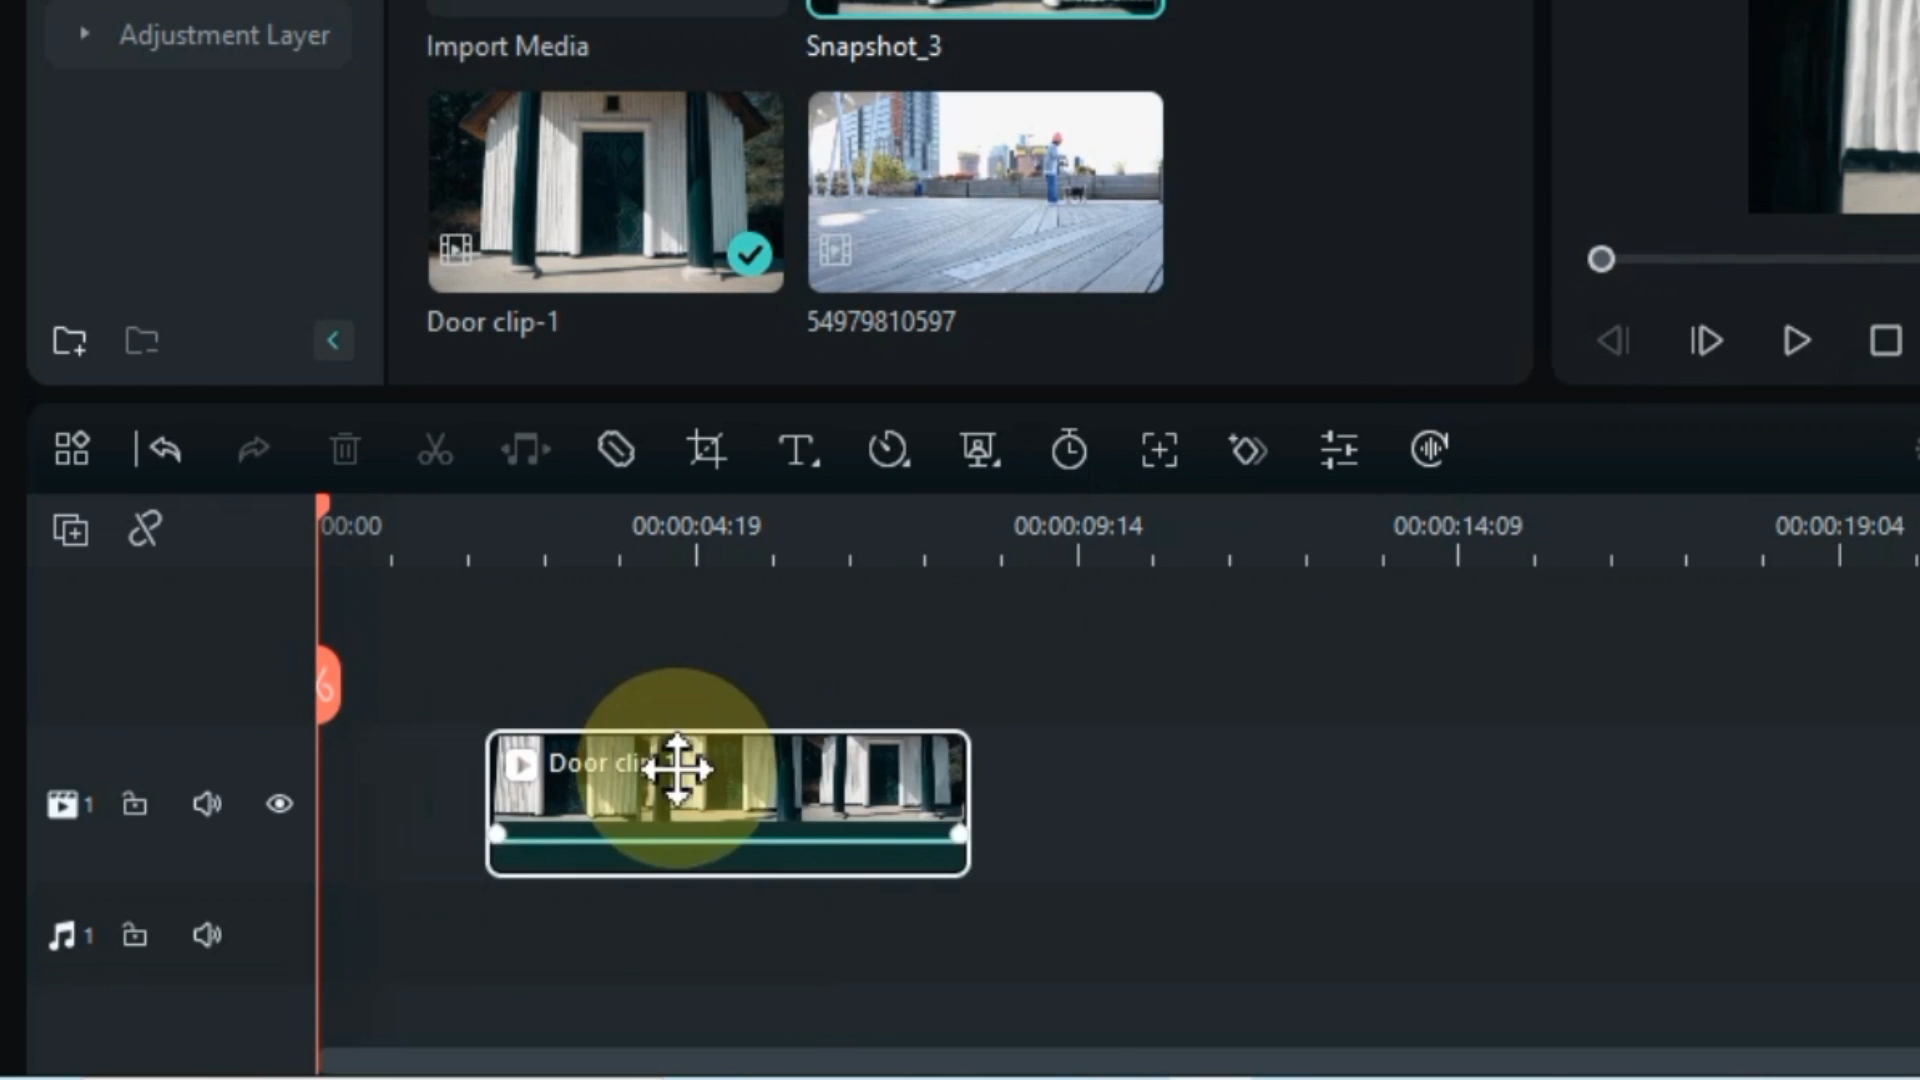 Adjustment Layer
Import Media
Snapshot_3
Door clip-1
54979810597
00:00
00:00:04:19
00:00:09:14
00:00:14:09
00:00:19:04
Door
1
1